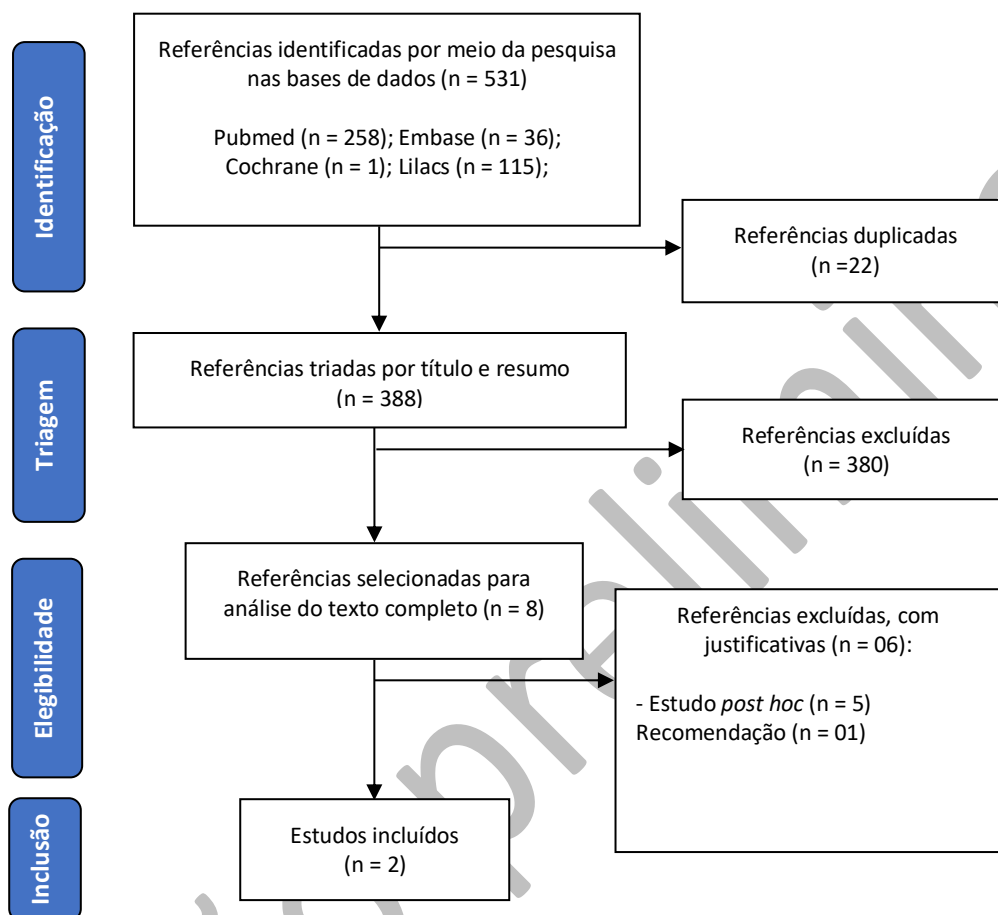 Identificação
Referências identificadas por meio da pesquisa
nas bases de dados (n = 531)
Pubmed (n = 258); Embase (n = 36);
Cochrane (n = 1); Lilacs (n = 115);
Referências duplicadas
(n =22)
Triagem
Referências triadas por título e resumo
(n = 388)
Referências excluídas
(n = 380)
Elegibilidade
Referências selecionadas para
análise do texto completo (n = 8)
Referências excluídas, com
justificativas (n = 06):
- Estudo post hoc (n = 5)
Recomendação (n = 01)
Inclusão
Estudos incluídos
(n = 2)